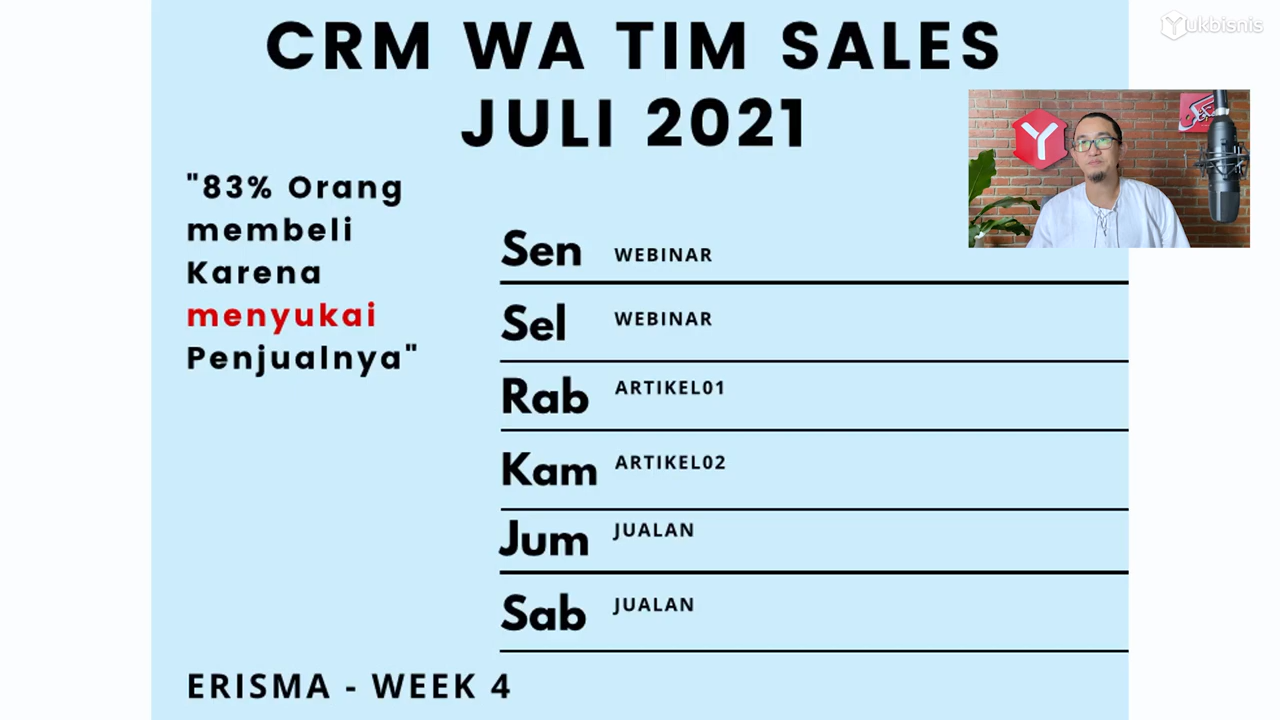 CRM WA TIM SALES
JULI 2021
ukbisnis
"83% Orang
membeli
Karena
menyukai
Penjualnya"
Sen WEBINAR
Sel WEBINAR
Rab ARTIKEL01
Kam ARTIKEL02
Jum JUALAN
Sab JUALAN
ERISMA - WEEK 4